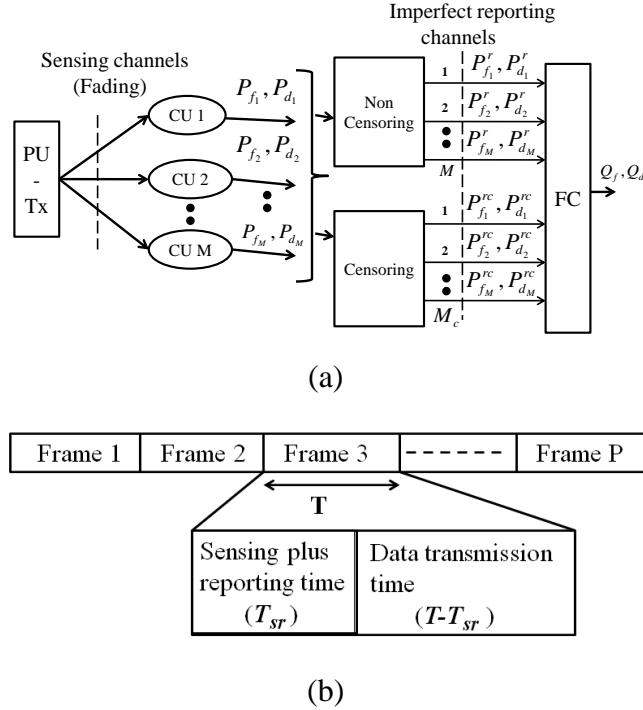 Imperfect reporting
channels
Sensing channels
(Fading)
PU
-
Tx
CU 1
CU 2
CU M
P_{f_1}, P_{d_1}
P_{f_2}, P_{d_2}
P_{f_M}, P_{d_M}
Non
Censoring
Censoring
1 P^r_{f_1}, P^r_{d_1}
2 P^r_{f_2}, P^r_{d_2}
P^r_{f_M}, P^r_{d_M}
M
1 P^{rc}_{f_1}, P^{rc}_{d_1}
2 P^{rc}_{f_2}, P^{rc}_{d_2}
P^{rc}_{f_M}, P^{rc}_{d_M}
M_c
FC
Q_f, Q_d
(a)
Frame 1 Frame 2 Frame 3 Frame P
T
Sensing plus
reporting time
(T_{sr})
Data transmission
time
(T-T_{sr})
(b)